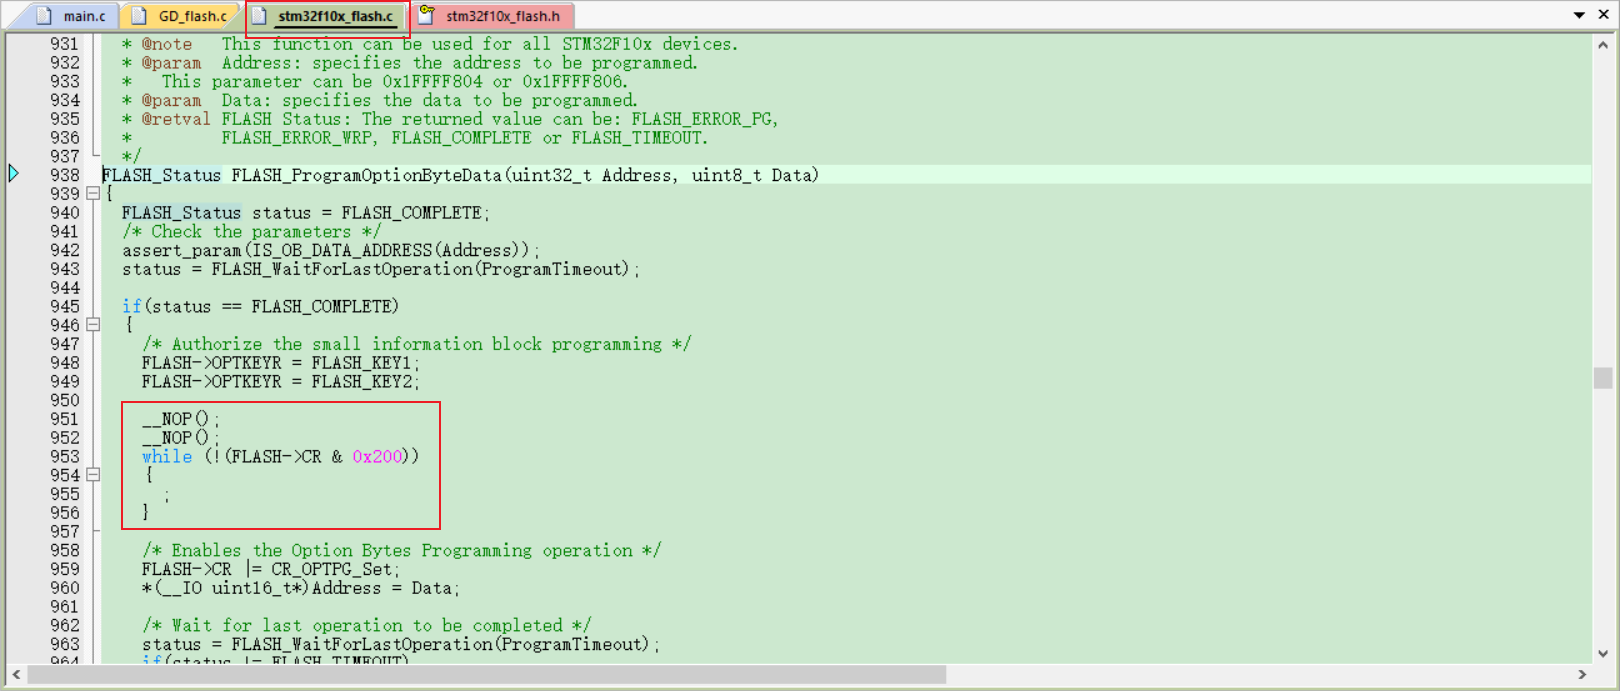 main.c GD_flash.c stm32f10x_flash.c stm32f10x_flash.h
931 * @note This function can be used for all STM32F10x devices.
932 * @param Address: specifies the address to be programmed.
933 * This parameter can be 0x1FFFF804 or 0x1FFFF806.
934 * @param Data: specifies the data to be programmed.
935 * @retval FLASH Status: The returned value can be: FLASH_ERROR_PG,
936 * FLASH_ERROR_WRP, FLASH_COMPLETE or FLASH_TIMEOUT.
937 */
938 FLASH_Status FLASH_ProgramOptionByteData(uint32_t Address, uint8_t Data)
939 {
940 FLASH_Status status = FLASH_COMPLETE;
941 /* Check the parameters */
942 assert_param(IS_OB_DATA_ADDRESS(Address));
943 status = FLASH_WaitForLastOperation(ProgramTimeout);
944
945 if(status == FLASH_COMPLETE)
946 {
947 /* Authorize the small information block programming */
948 FLASH->OPTKEYR = FLASH_KEY1;
949 FLASH->OPTKEYR = FLASH_KEY2;
950
951 __NOP();
952 __NOP();
953 while (!(FLASH->CR & 0x200))
954 {
955 ;
956 }
957
958 /* Enables the Option Bytes Programming operation */
959 FLASH->CR |= CR_OPTPG_Set;
960 *(__IO uint16_t*)Address = Data;
961
962 /* Wait for last operation to be completed */
963 status = FLASH_WaitForLastOperation(ProgramTimeout);
964 if(status != FLASH_TIMEOUT)